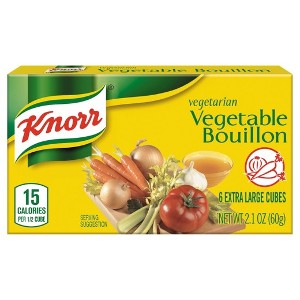 Knorr
vegetarian
Vegetable
Bouillon
15
CALORIES
PER 1/2 CUBE
SERVING
SUGGESTION
6 EXTRA LARGE CUBES
NET WT 2.1 OZ (60g)